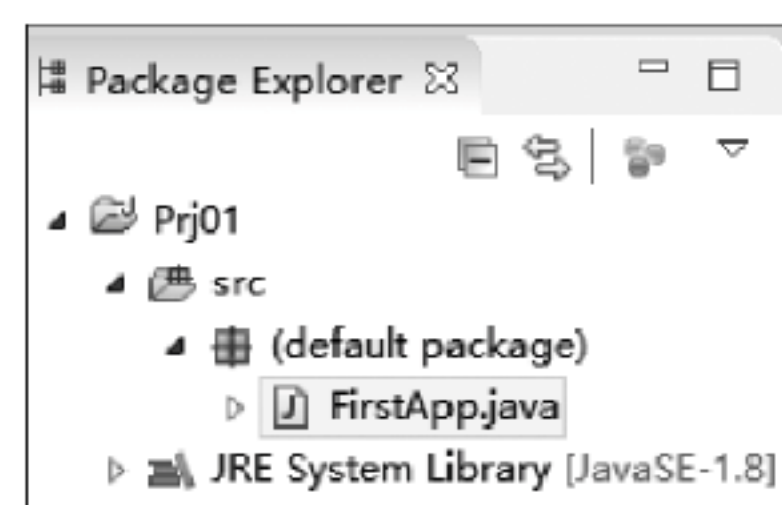 Package Explorer
Prj01
src
(default package)
FirstApp.java
JRE System Library [JavaSE-1.8]